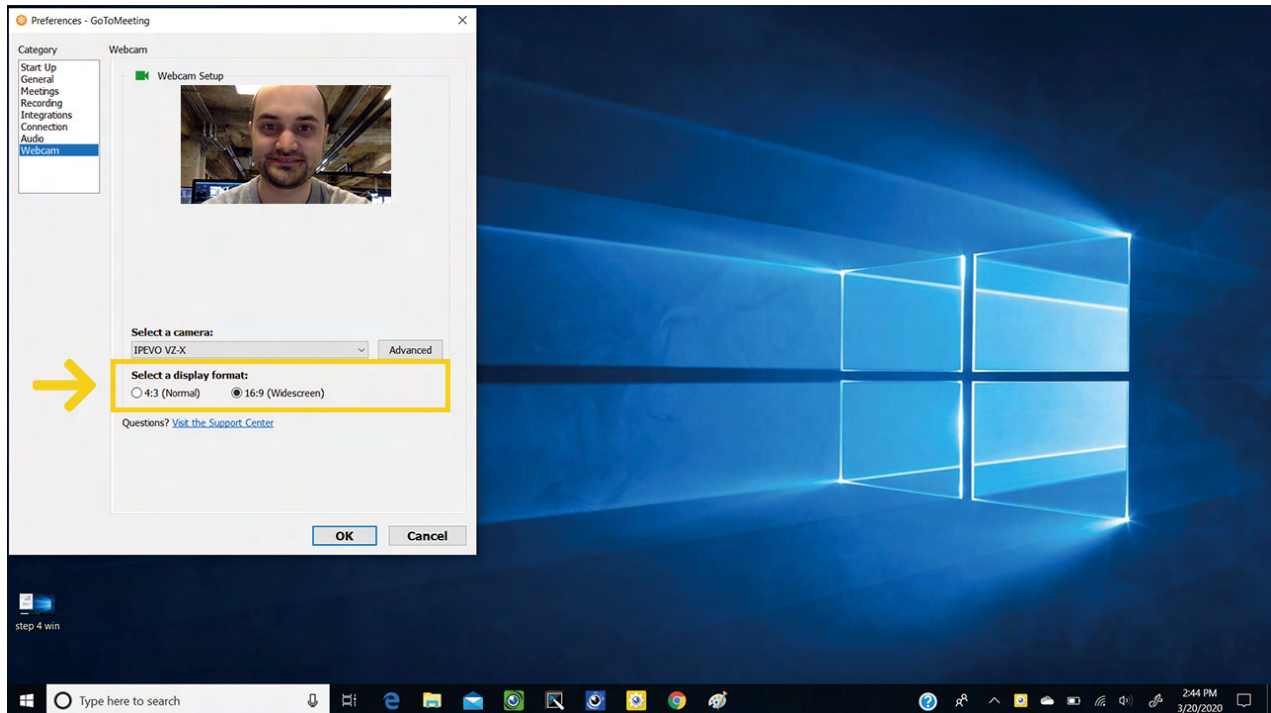 Preferences - GoToMeeting
Category
Webcam
Start Up
General
Meetings
Recording
Integrations
Connection
Audio
Webcam
Webcam Setup
Select a camera:
IPEVO VZ-X
Advanced
Select a display format:
4:3 (Normal) 16:9 (Widescreen)
Questions? Visit the Support Center
OK Cancel
step 4 win
Type here to search
2:44 PM
3/20/2020